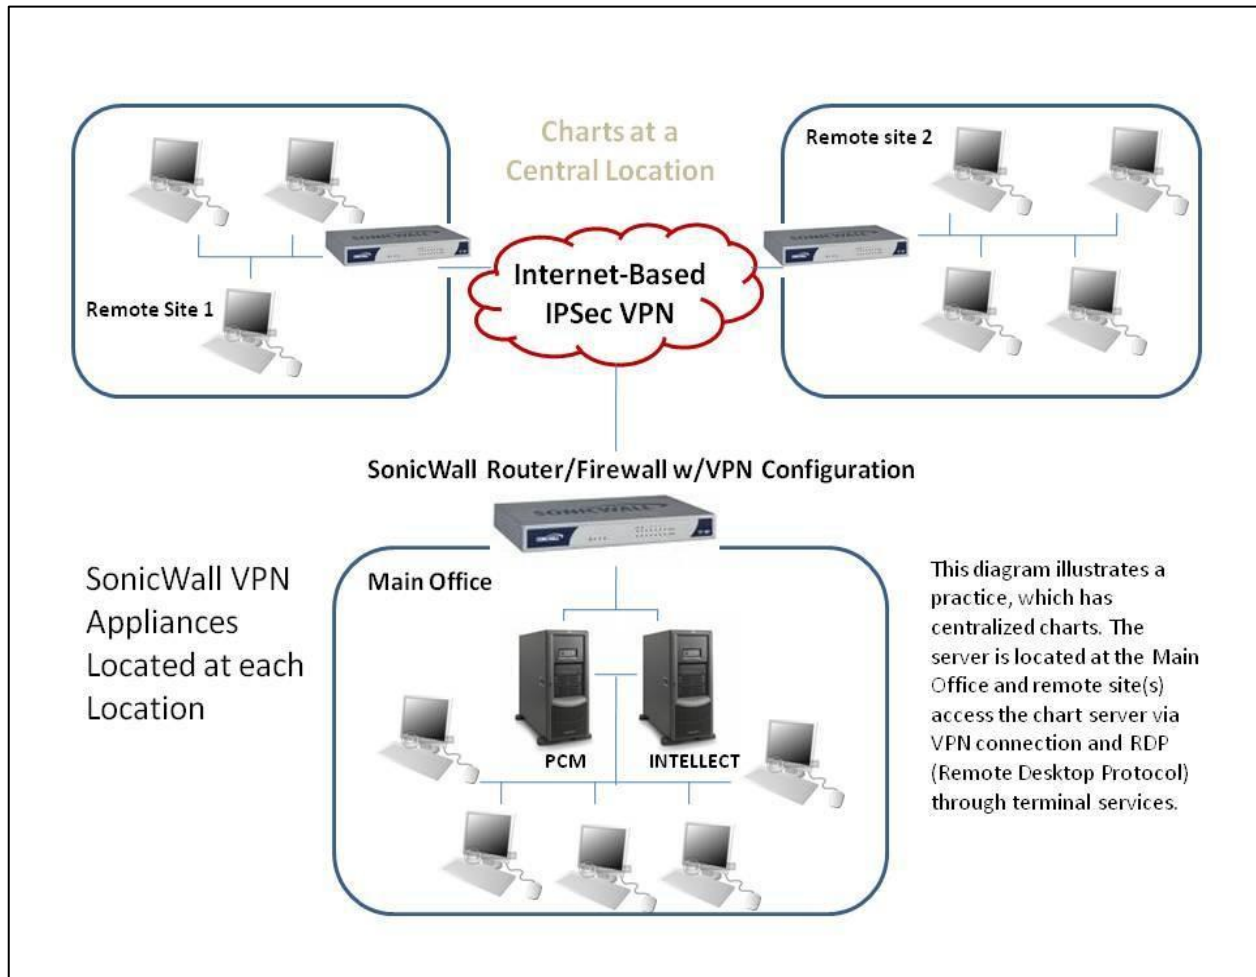 Charts at a
Central Location
Remote site 2
SONICWALL
SONICWALL
Internet-Based
IPSec VPN
Remote Site 1
SonicWall Router/Firewall w/VPN Configuration
SONICWALL
SonicWall VPN
Appliances
Located at each
Location
Main Office
PCM
INTELLECT
This diagram illustrates a
practice, which has
centralized charts. The
server is located at the Main
Office and remote site(s)
access the chart server via
VPN connection and RDP
(Remote Desktop Protocol)
through terminal services.